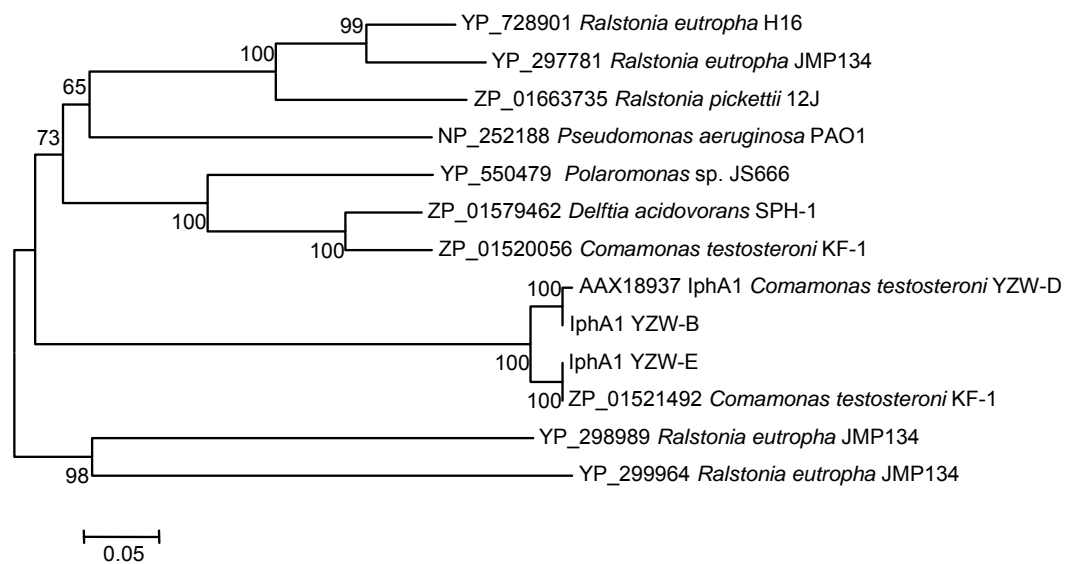 99
YP_728901 Ralstonia eutropha H16
100
YP_297781 Ralstonia eutropha JMP134
65
ZP_01663735 Ralstonia pickettii 12J
73
NP_252188 Pseudomonas aeruginosa PAO1
YP_550479 Polaromonas sp. JS666
100
ZP_01579462 Delftia acidovorans SPH-1
100
ZP_01520056 Comamonas testosteroni KF-1
100
AAX18937 IphA1 Comamonas testosteroni YZW-D
IphA1 YZW-B
100
IphA1 YZW-E
100
ZP_01521492 Comamonas testosteroni KF-1
YP_298989 Ralstonia eutropha JMP134
98
YP_299964 Ralstonia eutropha JMP134
0.05